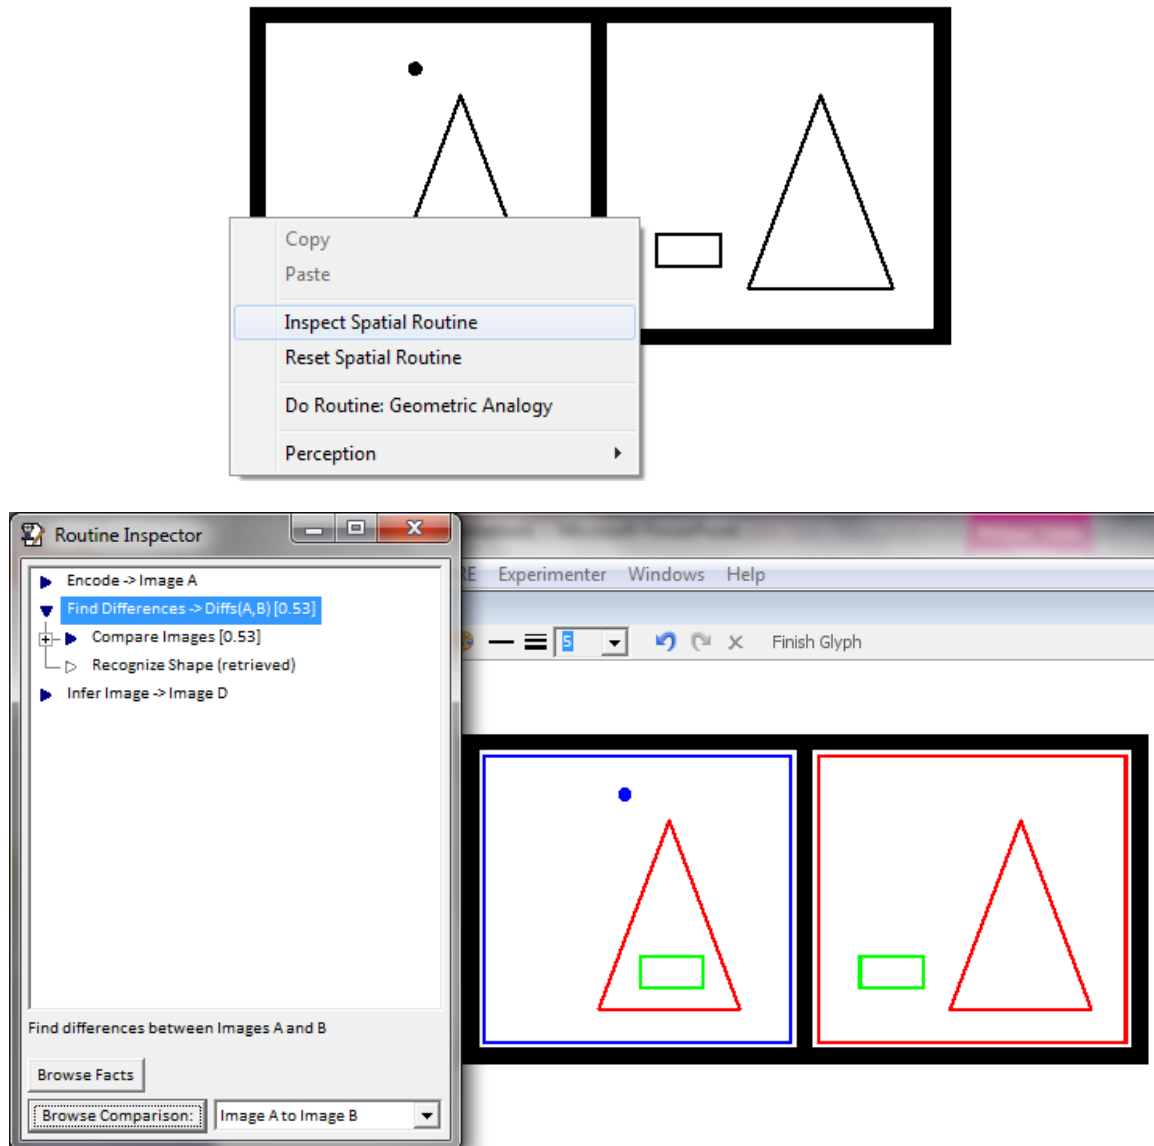 Copy
Paste
Inspect Spatial Routine
Reset Spatial Routine
Do Routine: Geometric Analogy
Perception
Routine Inspector
Experimenter Windows Help
Encode -> Image A
Find Differences -> Diffs(A,B) [0.53]
5
Finish Glyph
Compare Images [0.53]
Recognize Shape (retrieved)
Infer Image -> Image D
Find differences between Images A and B
Browse Facts
Browse Comparison: Image A to Image B